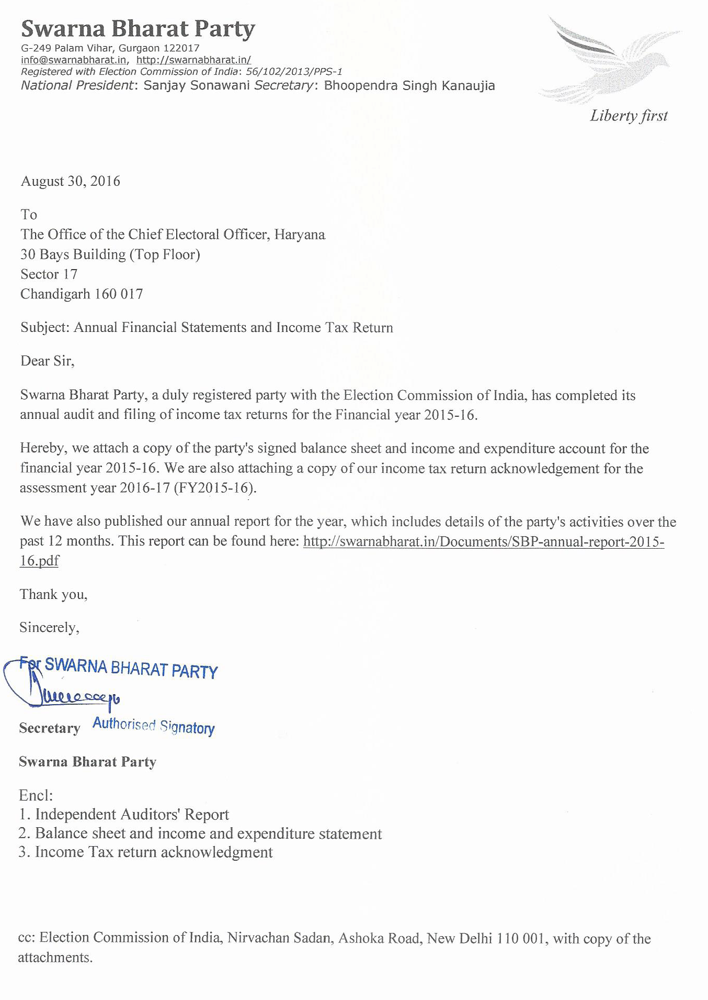 Swarna Bharat Party
G-249 Palam Vihar, Gurgaon 122017
info@swarnabharat.in, http://swarnabharat.in/
Registered with Election Commission of India: 56/102/2013/PPS-1
National President: Sanjay Sonawani Secretary: Bhoopendra Singh Kanaujia
Liberty first
August 30, 2016
To
The Office of the Chief Electoral Officer, Haryana
30 Bays Building (Top Floor)
Sector 17
Chandigarh 160 017
Subject: Annual Financial Statements and Income Tax Return
Dear Sir,
Swarna Bharat Party, a duly registered party with the Election Commission of India, has completed its
annual audit and filing of income tax returns for the Financial year 2015-16.
Hereby, we attach a copy of the party's signed balance sheet and income and expenditure account for the
financial year 2015-16. We are also attaching a copy of our income tax return acknowledgement for the
assessment year 2016-17 (FY2015-16).
We have also published our annual report for the year, which includes details of the party's activities over the
past 12 months. This report can be found here: http://swarnabharat.in/Documents/SBP-annual-report-2015-
16.pdf
Thank you,
Sincerely,
For SWARNA BHARAT PARTY
Secretary Authorised Signatory
Swarna Bharat Party
Encl:
1. Independent Auditors' Report
2. Balance sheet and income and expenditure statement
3. Income Tax return acknowledgment
cc: Election Commission of India, Nirvachan Sadan, Ashoka Road, New Delhi 110 001, with copy of the
attachments.